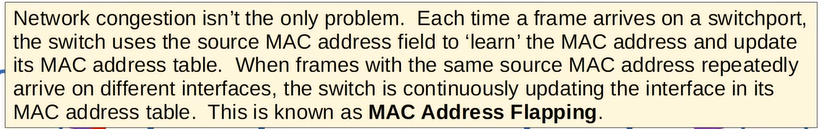 Network congestion isn’t the only problem.  Each time a frame arrives on a switchport,
the switch uses the source MAC address field to ‘learn’ the MAC address and update
its MAC address table.  When frames with the same source MAC address repeatedly
arrive on different interfaces, the switch is continuously updating the interface in its
MAC address table.  This is known as MAC Address Flapping.